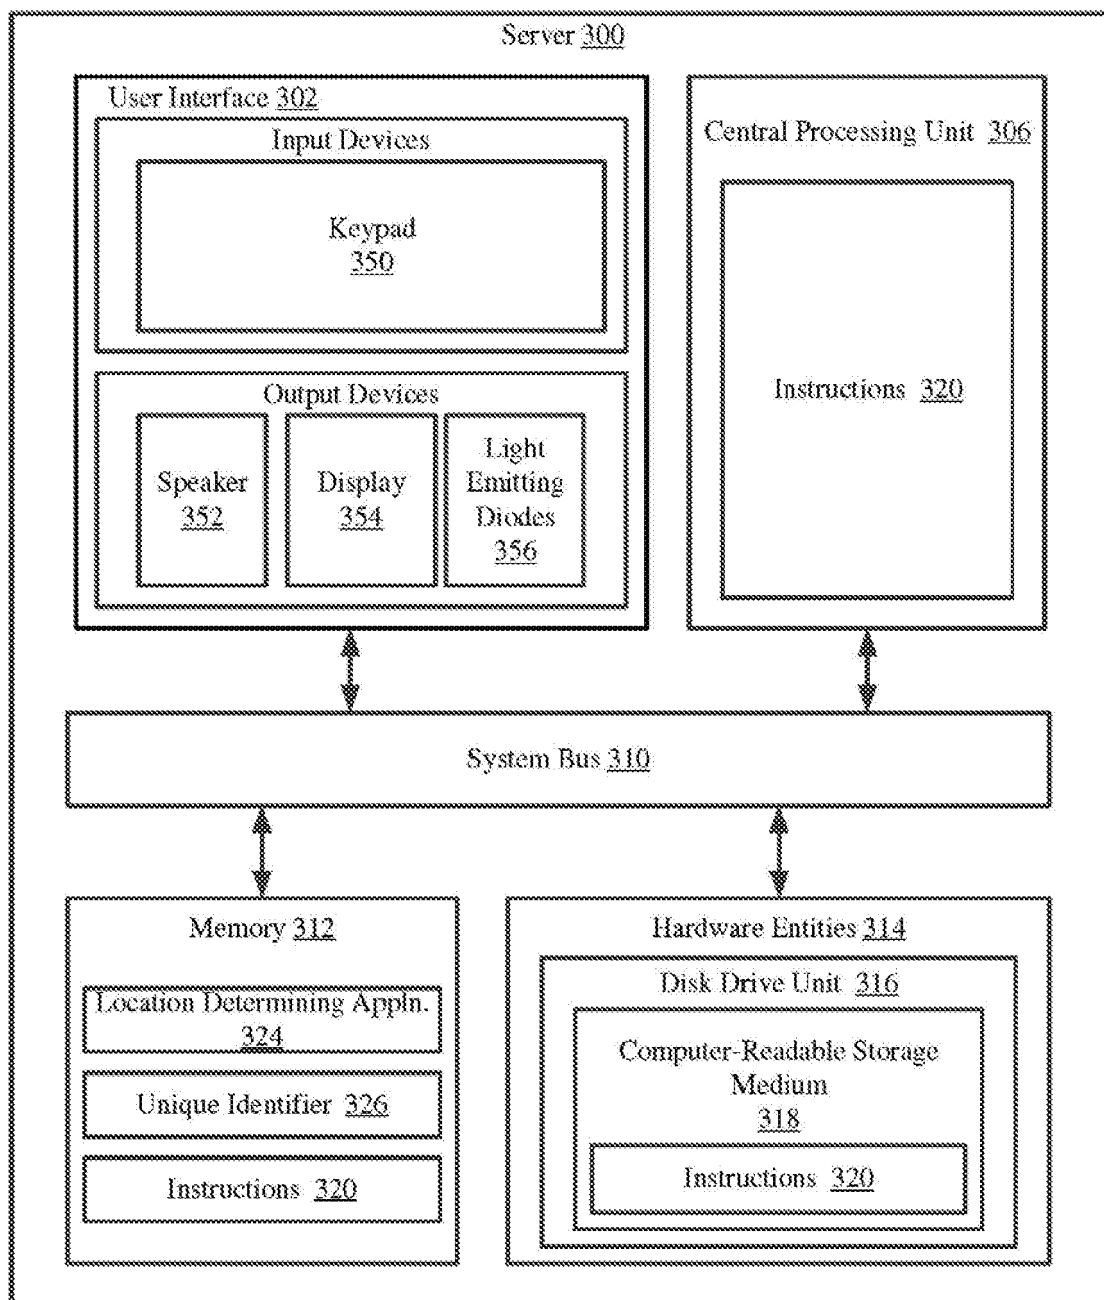 Server 300
User Interface 302
Input Devices
Keypad
350
Output Devices
Speaker
352
Display
354
Light
Emitting
Diodes
356
Central Processing Unit 306
Instructions 320
System Bus 310
Memory 312
Location Determining Appln.
324
Unique Identifier 326
Instructions 320
Hardware Entities 314
Disk Drive Unit 316
Computer-Readable Storage
Medium
318
Instructions 320